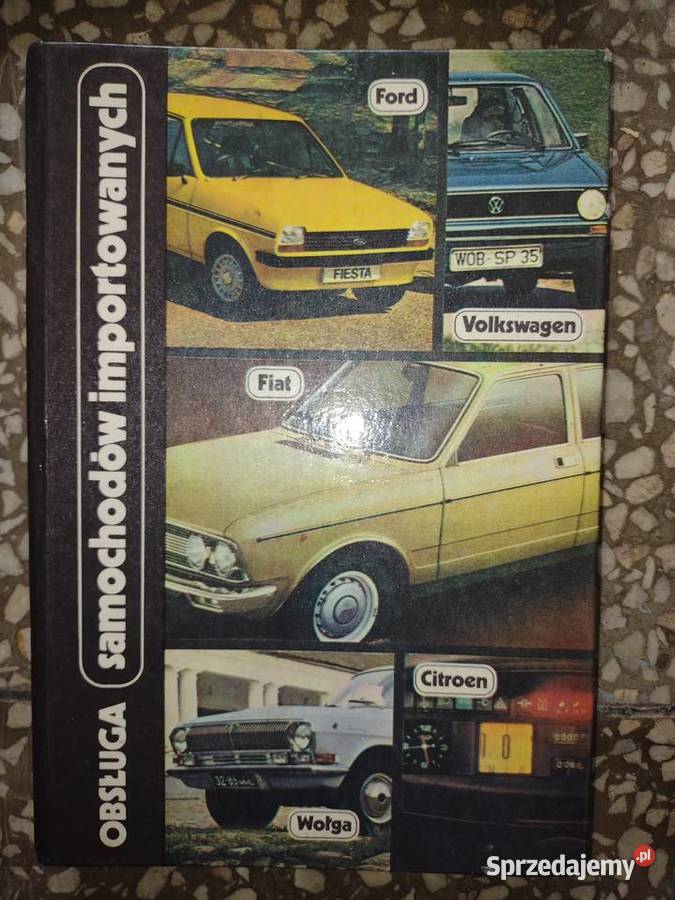 OBSŁUGA samochodów importowanych
Ford
FIESTA
WOB-SP 35
Volkswagen
Fiat
Wołga
Citroen
Sprzedajemy.pl